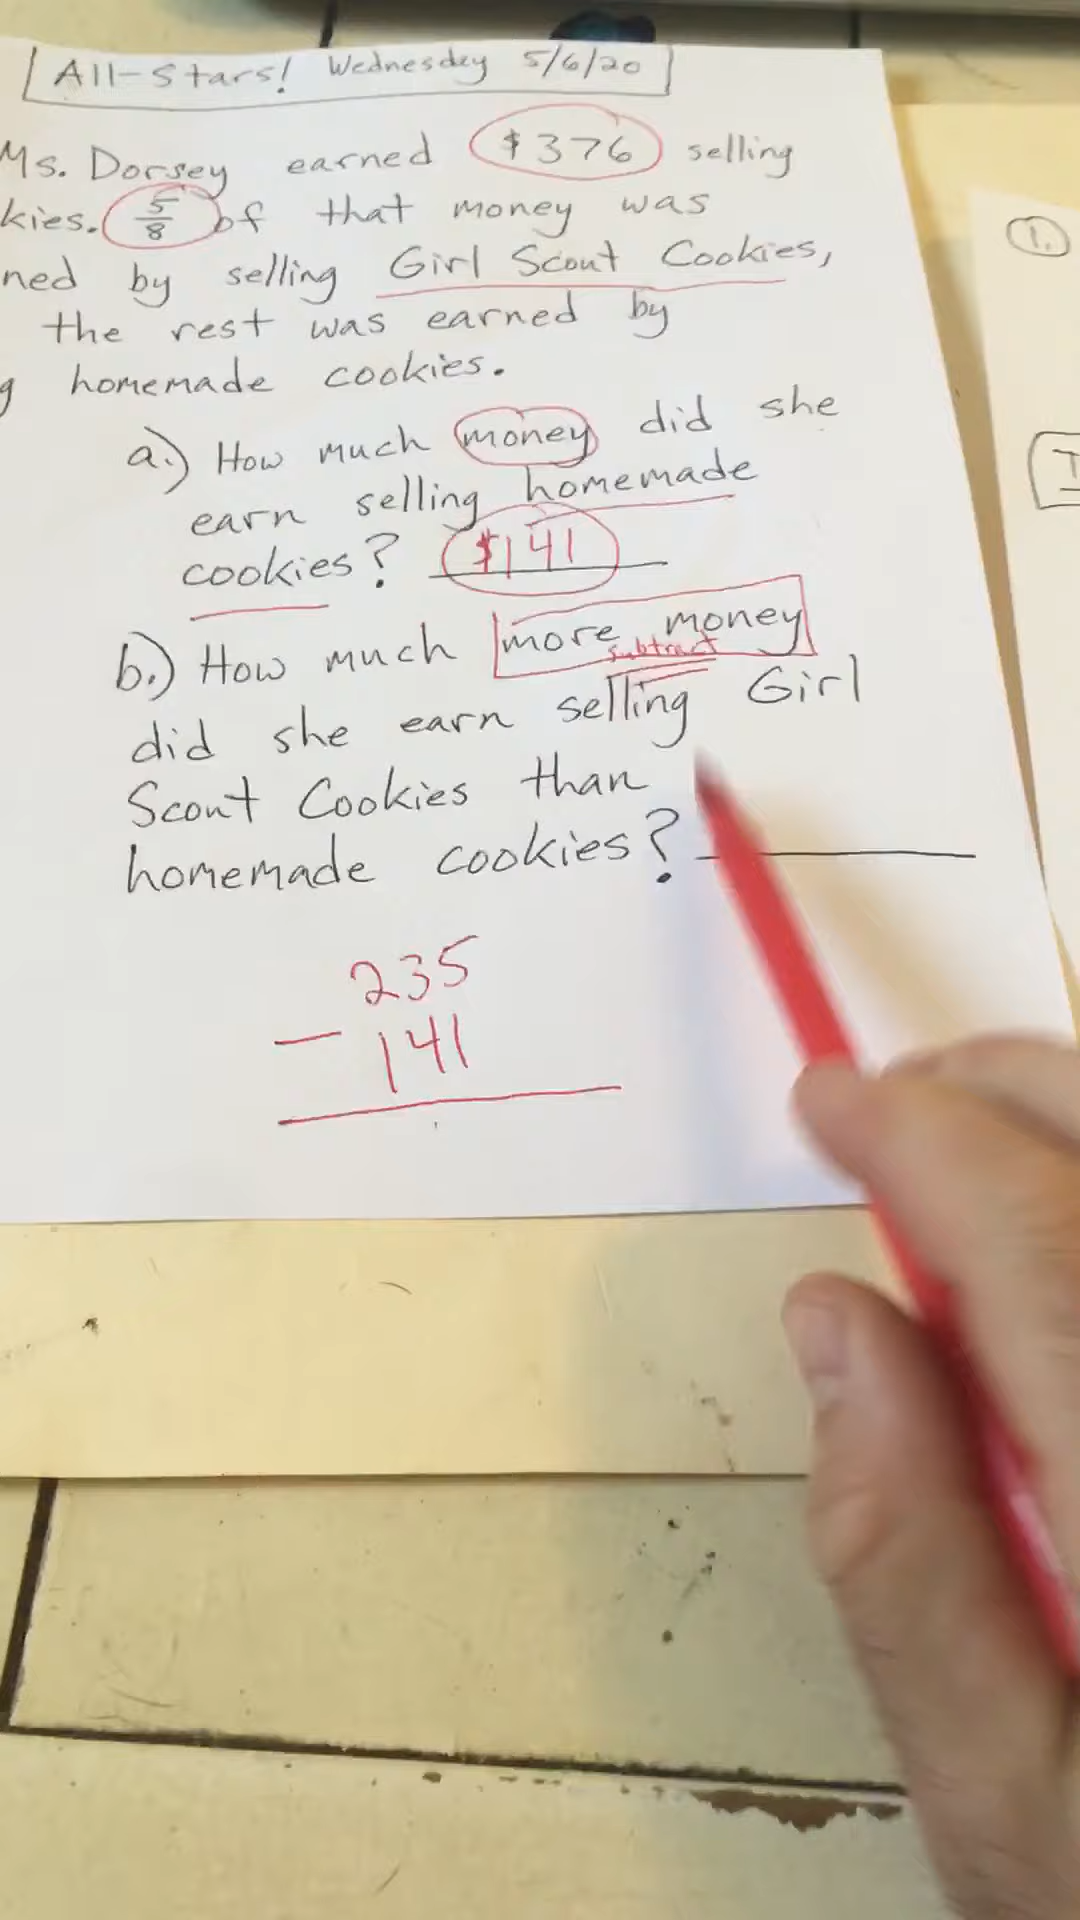 All-Stars! Wednesday 5/6/20
Ms. Dorsey earned $376 selling
kies. 5/8 of that money was
ned by selling Girl Scout Cookies,
the rest was earned by
g homemade cookies.
a.) How much money did she
earn selling homemade
cookies? $141
b.) How much more money
subtract
did she earn selling Girl
Scout Cookies than
homemade cookies?
235
- 141
1.